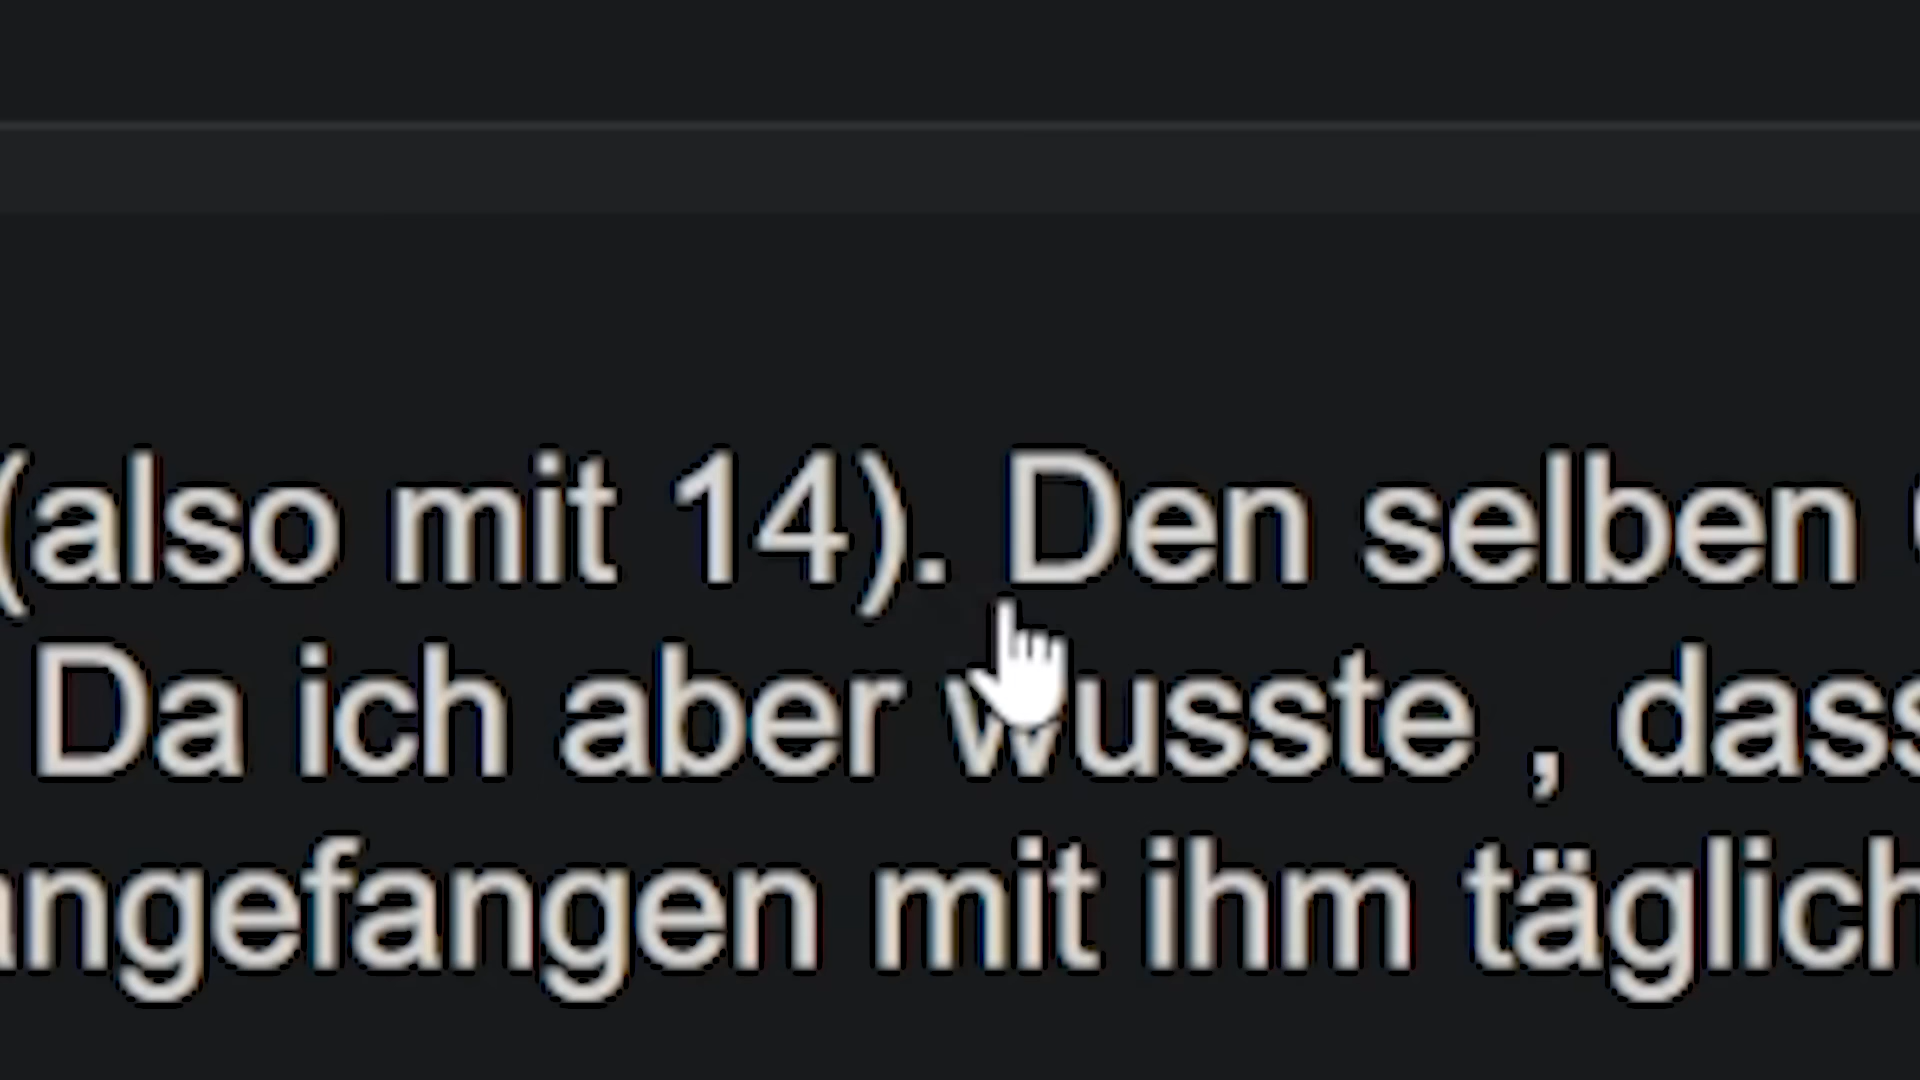 (also mit 14). Den selben
Da ich aber wusste , dass
angefangen mit ihm täglich